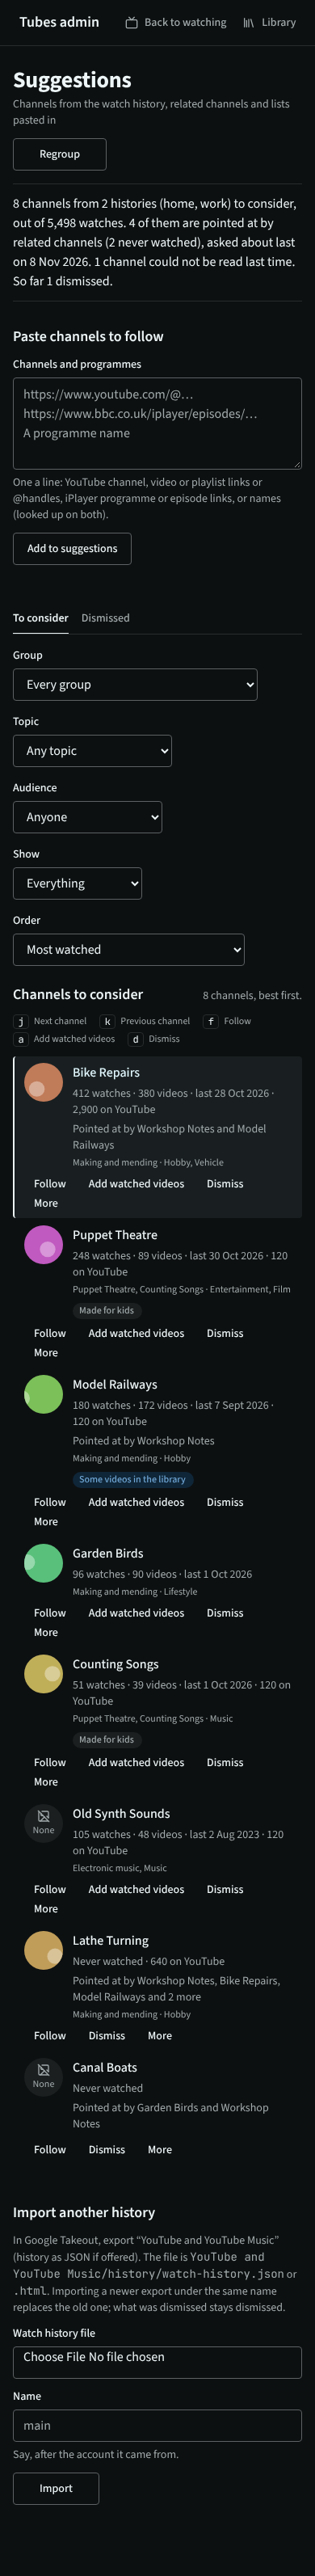 Tubes admin
Back to watching
Library
Suggestions
Channels from the watch history, related channels and lists
pasted in
Regroup
8 channels from 2 histories (home, work) to consider,
out of 5,498 watches. 4 of them are pointed at by
related channels (2 never watched), asked about last
on 8 Nov 2026. 1 channel could not be read last time.
So far 1 dismissed.
Paste channels to follow
Channels and programmes
https://www.youtube.com/@…
https://www.bbc.co.uk/iplayer/episodes/…
A programme name
One a line: YouTube channel, video or playlist links or
@handles, iPlayer programme or episode links, or names
(looked up on both).
Add to suggestions
To consider
Dismissed
Group
Every group
Topic
Any topic
Audience
Anyone
Show
Everything
Order
Most watched
Channels to consider
8 channels, best first.
j Next channel k Previous channel f Follow
a Add watched videos d Dismiss
Bike Repairs
412 watches · 380 videos · last 28 Oct 2026 ·
2,900 on YouTube
Pointed at by Workshop Notes and Model
Railways
Making and mending · Hobby, Vehicle
Follow Add watched videos Dismiss
More
Puppet Theatre
248 watches · 89 videos · last 30 Oct 2026 · 120
on YouTube
Puppet Theatre, Counting Songs · Entertainment, Film
Made for kids
Follow Add watched videos Dismiss
More
Model Railways
180 watches · 172 videos · last 7 Sept 2026 ·
120 on YouTube
Pointed at by Workshop Notes
Making and mending · Hobby
Some videos in the library
Follow Add watched videos Dismiss
More
Garden Birds
96 watches · 90 videos · last 1 Oct 2026
Making and mending · Lifestyle
Follow Add watched videos Dismiss
More
Counting Songs
51 watches · 39 videos · last 1 Oct 2026 · 120 on
YouTube
Puppet Theatre, Counting Songs · Music
Made for kids
Follow Add watched videos Dismiss
More
None
Old Synth Sounds
105 watches · 48 videos · last 2 Aug 2023 · 120
on YouTube
Electronic music, Music
Follow Add watched videos Dismiss
More
Lathe Turning
Never watched · 640 on YouTube
Pointed at by Workshop Notes, Bike Repairs,
Model Railways and 2 more
Making and mending · Hobby
Follow Dismiss More
None
Canal Boats
Never watched
Pointed at by Garden Birds and Workshop
Notes
Follow Dismiss More
Import another history
In Google Takeout, export “YouTube and YouTube Music”
(history as JSON if offered). The file is YouTube and
YouTube Music/history/watch-history.json or
.html. Importing a newer export under the same name
replaces the old one; what was dismissed stays dismissed.
Watch history file
Choose File No file chosen
Name
main
Say, after the account it came from.
Import